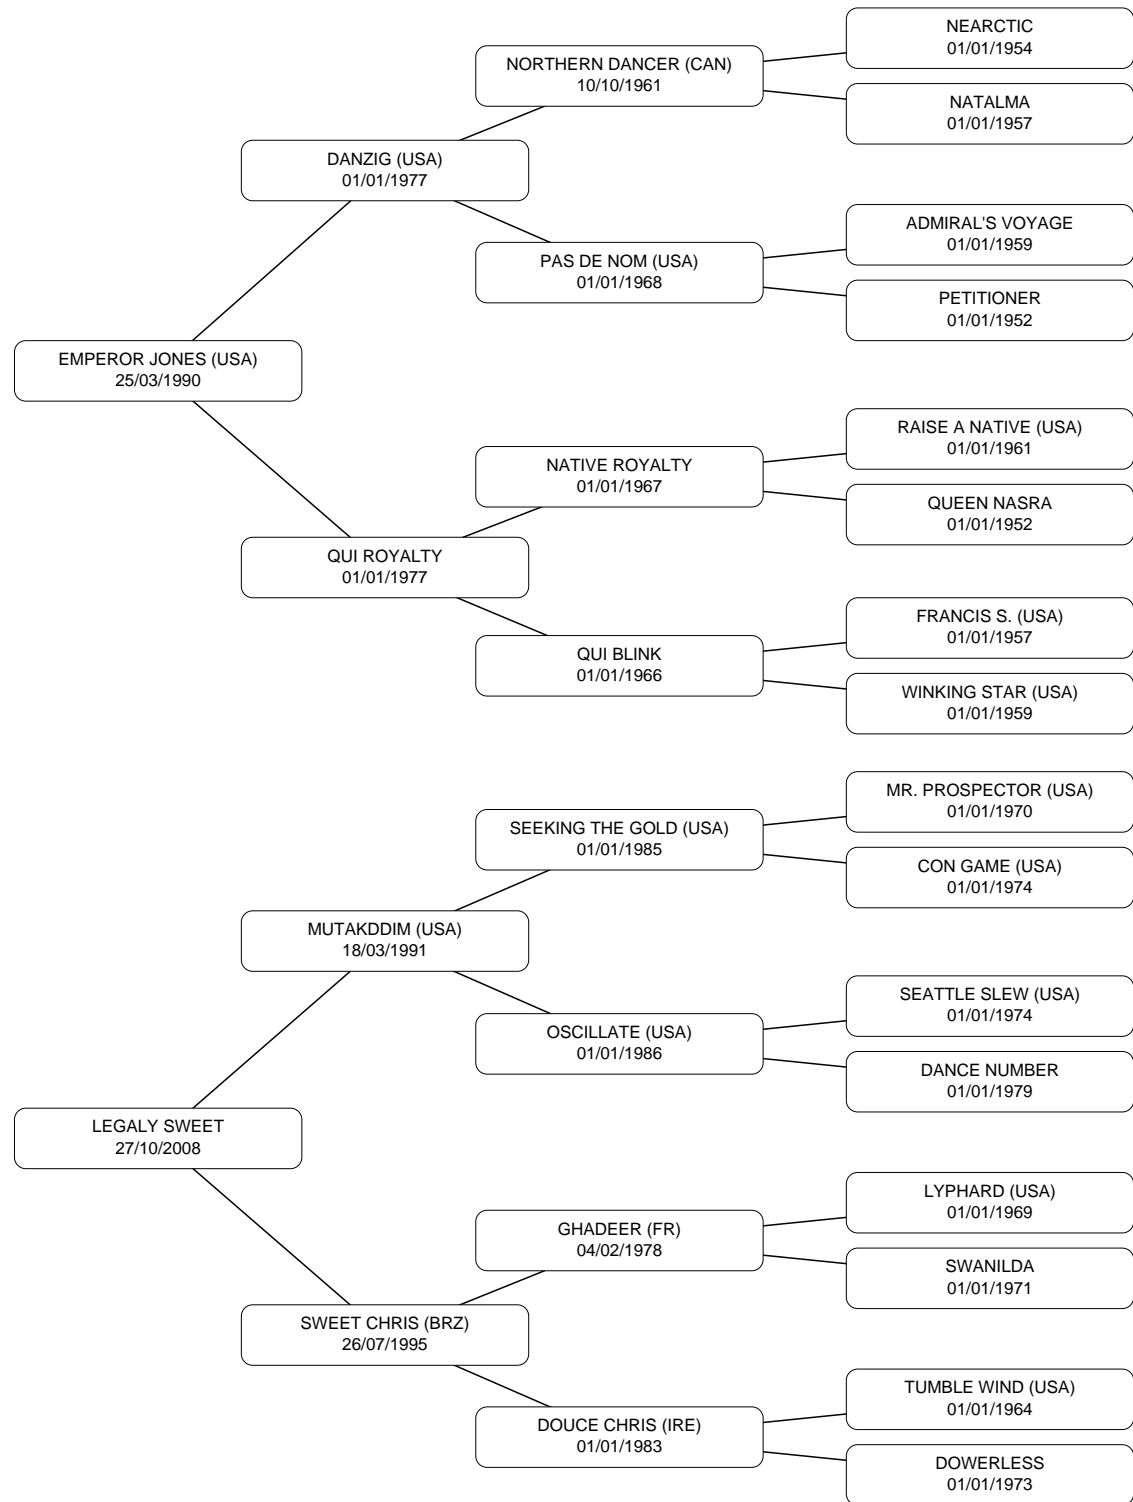 NEARCTIC
01/01/1954
NORTHERN DANCER (CAN)
10/10/1961
NATALMA
01/01/1957
DANZIG (USA)
01/01/1977
ADMIRAL'S VOYAGE
01/01/1959
PAS DE NOM (USA)
01/01/1968
PETITIONER
01/01/1952
EMPEROR JONES (USA)
25/03/1990
RAISE A NATIVE (USA)
01/01/1961
NATIVE ROYALTY
01/01/1967
QUEEN NASRA
01/01/1952
QUI ROYALTY
01/01/1977
FRANCIS S. (USA)
01/01/1957
QUI BLINK
01/01/1966
WINKING STAR (USA)
01/01/1959
MR. PROSPECTOR (USA)
01/01/1970
SEEKING THE GOLD (USA)
01/01/1985
CON GAME (USA)
01/01/1974
MUTAKDDIM (USA)
18/03/1991
SEATTLE SLEW (USA)
01/01/1974
OSCILLATE (USA)
01/01/1986
DANCE NUMBER
01/01/1979
LEGALY SWEET
27/10/2008
LYPHARD (USA)
01/01/1969
GHADEER (FR)
04/02/1978
SWANILDA
01/01/1971
SWEET CHRIS (BRZ)
26/07/1995
TUMBLE WIND (USA)
01/01/1964
DOUCE CHRIS (IRE)
01/01/1983
DOWERLESS
01/01/1973